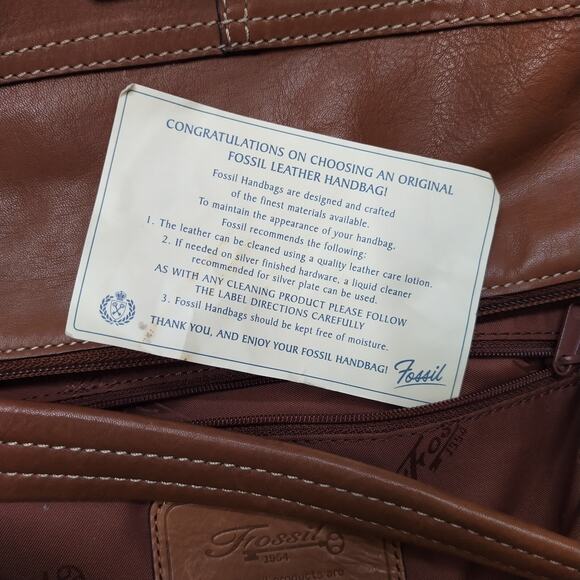 CONGRATULATIONS ON CHOOSING AN ORIGINAL
FOSSIL LEATHER HANDBAG!
Fossil Handbags are designed and crafted
of the finest materials available.
To maintain the appearance of your handbag,
Fossil recommends the following:
1. The leather can be cleaned using a quality leather care lotion.
2. If needed on silver finished hardware, a liquid cleaner
recommended for silver plate can be used.
AS WITH ANY CLEANING PRODUCT PLEASE FOLLOW
THE LABEL DIRECTIONS CAREFULLY
3. Fossil Handbags should be kept free of moisture.
THANK YOU, AND ENJOY YOUR FOSSIL HANDBAG!
Fossil
Fossil
1954
Fossil
1954
products are